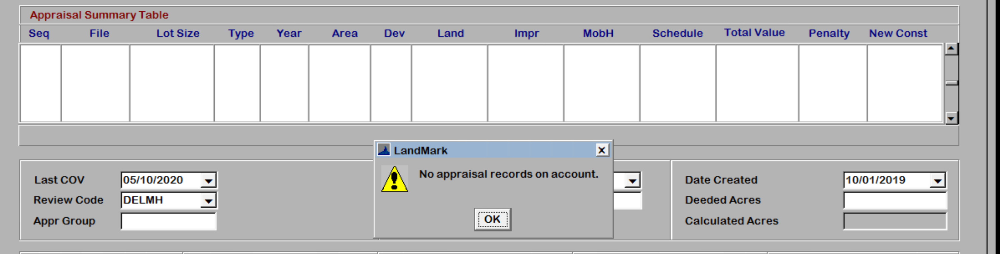 Appraisal Summary Table
Seq File Lot Size Type Year Area Dev Land Impr MobH Schedule Total Value Penalty New Const
LandMark
No appraisal records on account.
OK
Last COV 05/10/2020
Review Code DELMH
Appr Group
Date Created 10/01/2019
Deeded Acres
Calculated Acres